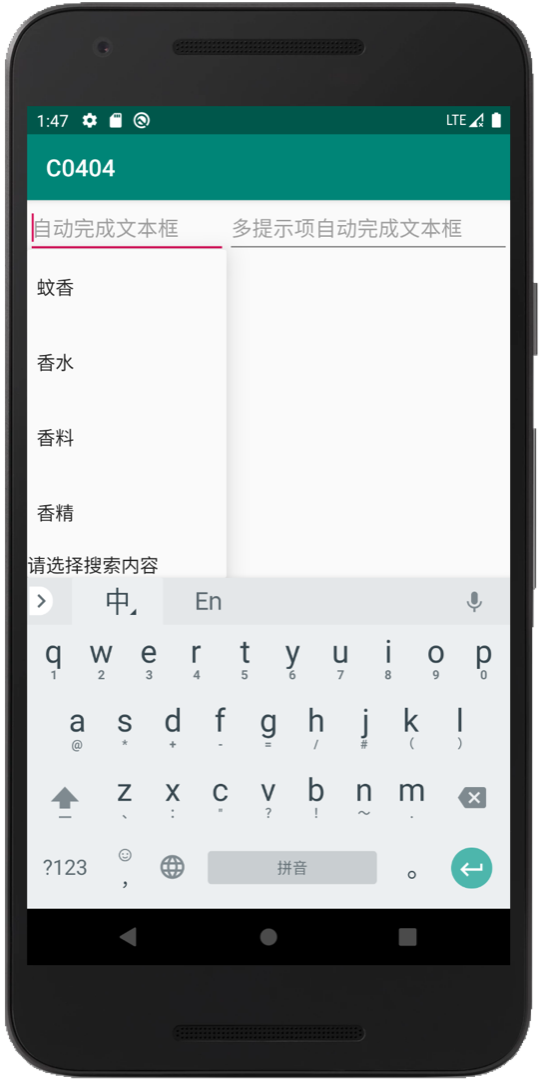 1:47 LTE
C0404
自动完成文本框 多提示项自动完成文本框
蚊香
香水
香料
香精
请选择搜索内容
中 En
q w e r t y u i o p
1 2 3 4 5 6 7 8 9 0
a s d f g h j k l
@ * + - = / # ( )
z x c v b n m
、 : " ? ! ～ .
?123 , 拼音 。